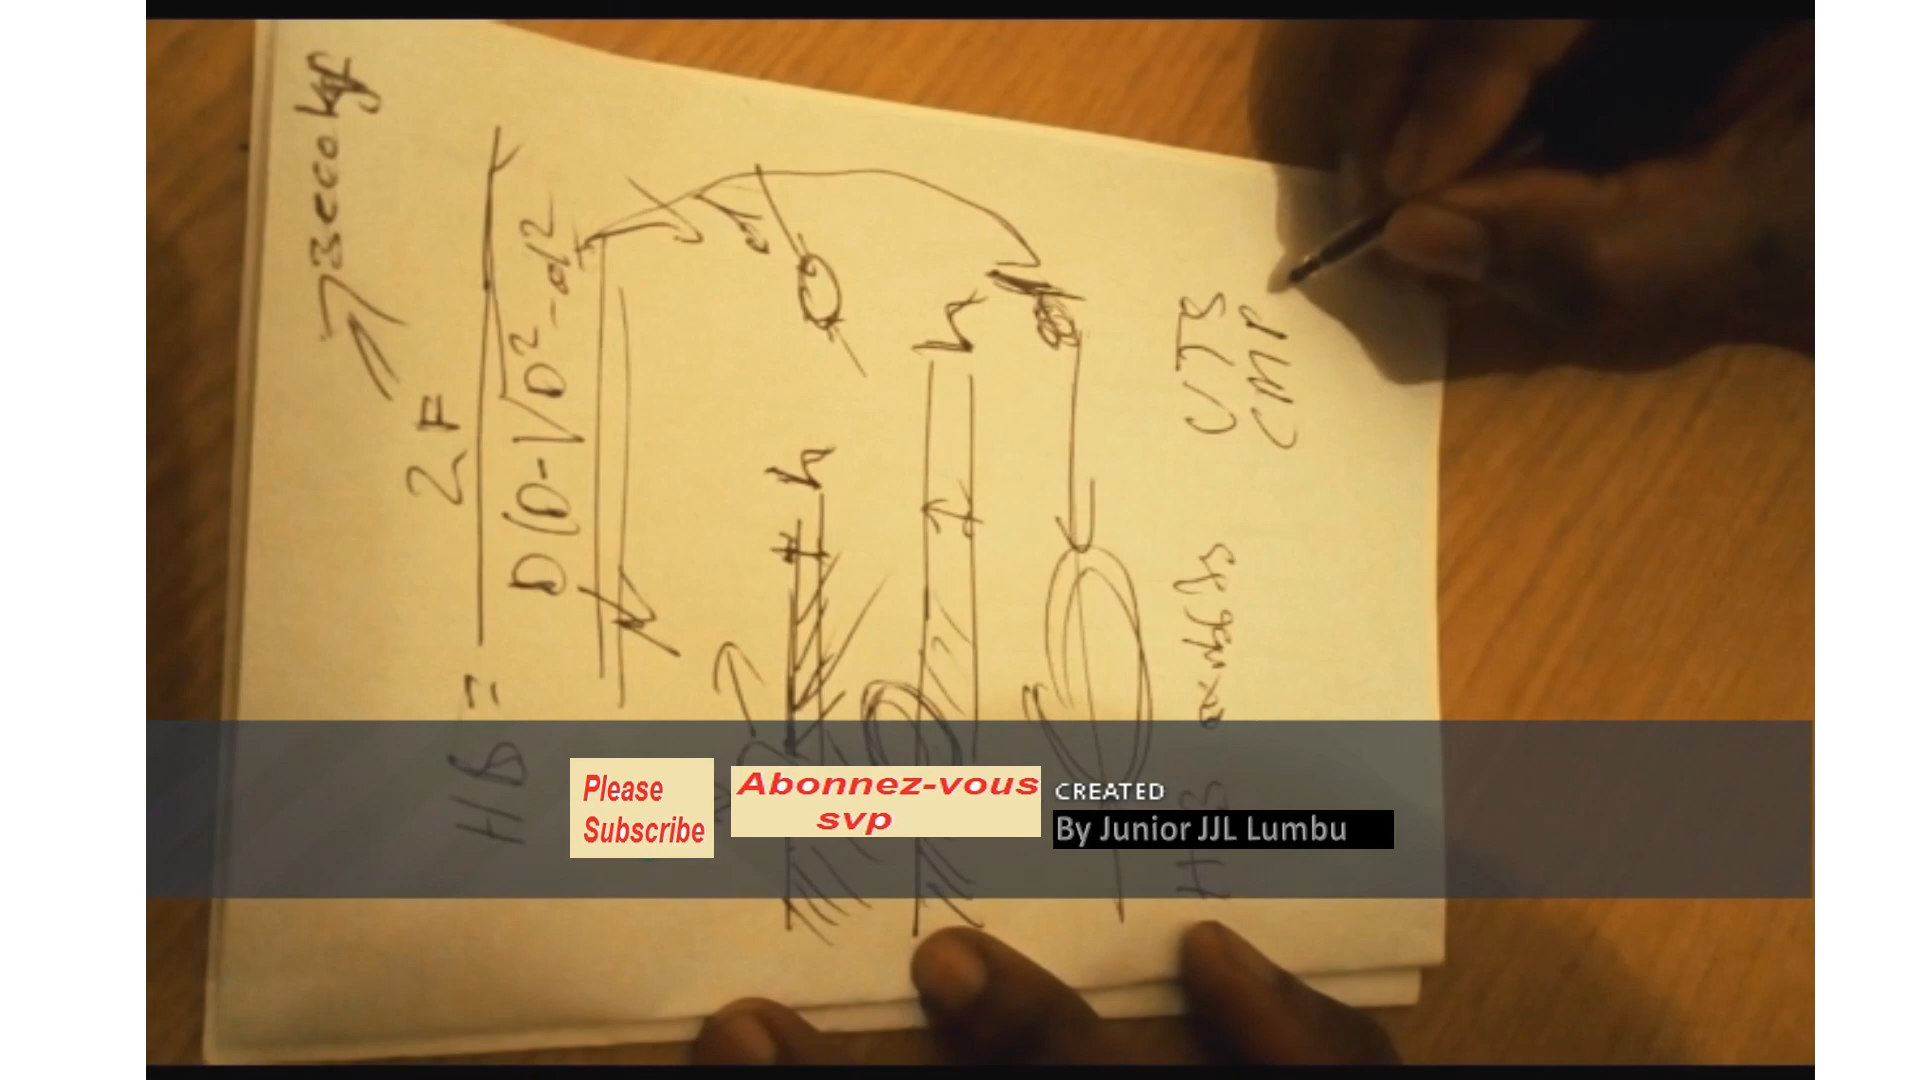 3000 kgf
2F
HB =
D(D-√D²-d²
d
h
h
HB
UTS
CMP
Please
Subscribe
Abonnez-vous
svp
CREATED
By Junior JJL Lumbu